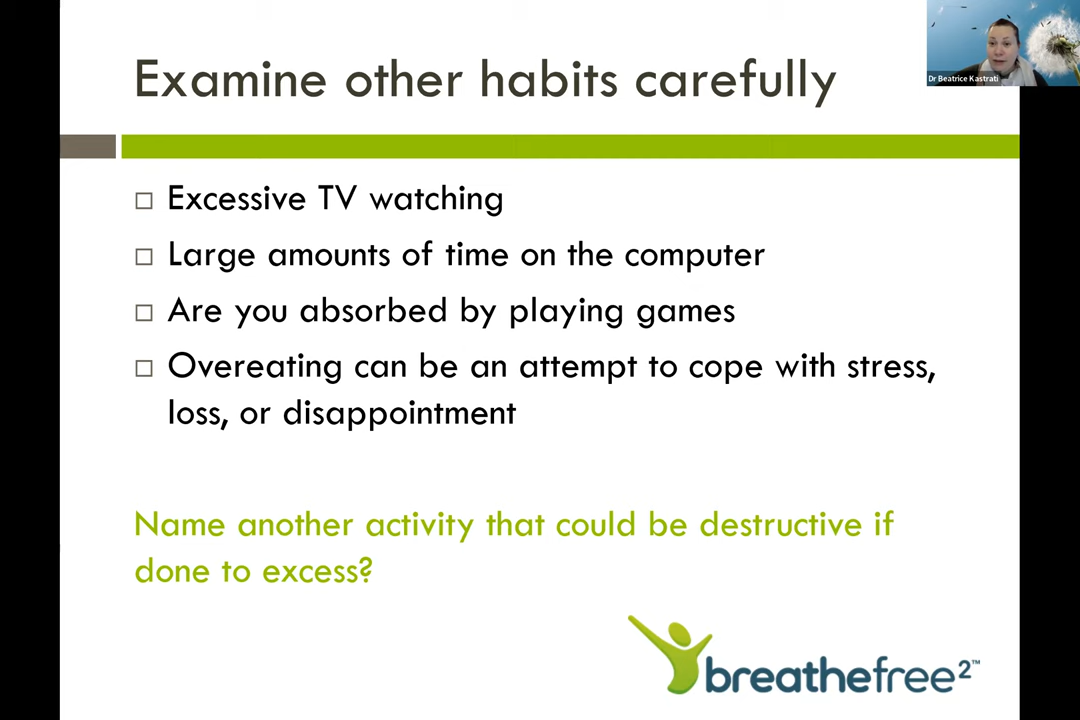 Examine other habits carefully
Dr Beatrice Kastrati
Excessive TV watching
Large amounts of time on the computer
Are you absorbed by playing games
Overeating can be an attempt to cope with stress,
loss, or disappointment
Name another activity that could be destructive if
done to excess?
breathefree2™